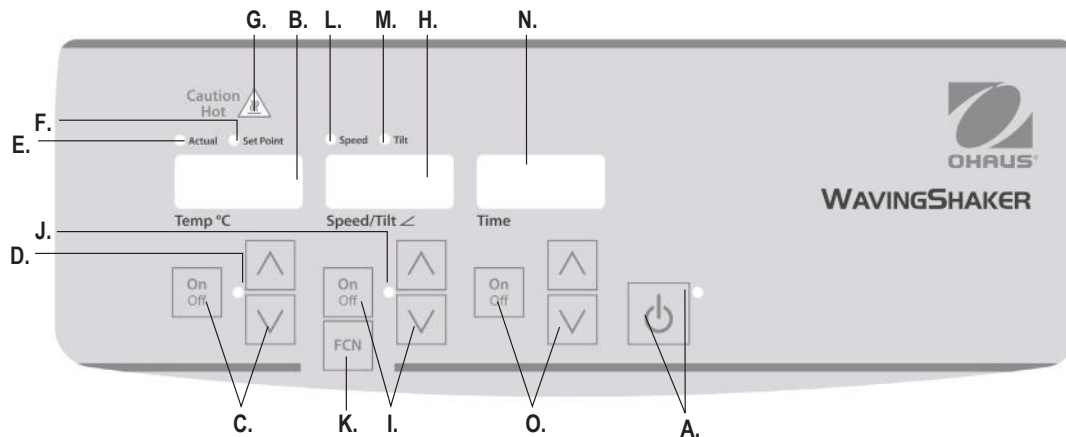 G. B. L. M. H. N.
Caution
Hot
F.
E.
Actual Set Point Speed Tilt
OHAUS®
WAVINGSHAKER
Temp °C Speed/Tilt ∠ Time
J.
D.
On
Off
On
Off
On
Off
FCN
C. K. I. O. A.